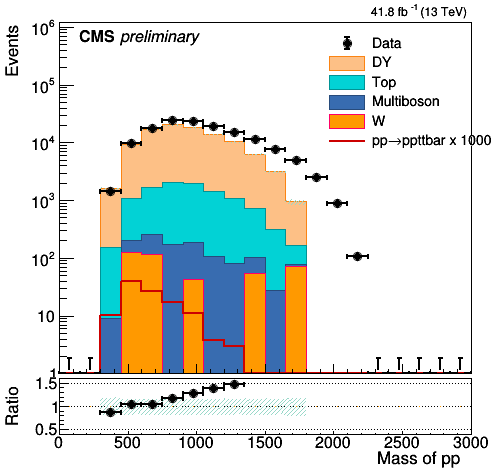 41.8 fb⁻¹ (13 TeV)
CMS preliminary
Events
10⁶
10⁵
10⁴
10³
10²
10
1
Data
DY
Top
Multiboson
W
pp→ppttbar x 1000
Ratio
1.5
1
0.5
0 500 1000 1500 2000 2500 3000
Mass of pp